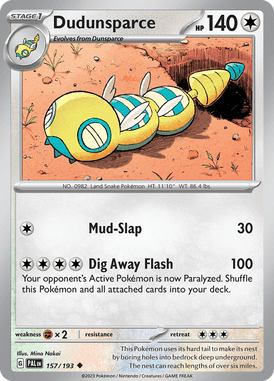 STAGE 1
Dudunsparce
HP 140
Evolves from Dunsparce
NO. 0982 Land Snake Pokémon HT: 11'10" WT: 86.4 lbs.
Mud-Slap 30
Dig Away Flash 100
Your opponent's Active Pokémon is now Paralyzed. Shuffle
this Pokémon and all attached cards into your deck.
weakness ×2 resistance retreat
Illus. Mina Nakai
G PAL EN 157/193
This Pokémon uses its hard tail to make its nest
by boring holes into bedrock deep underground.
The nest can reach lengths of over six miles.
©2023 Pokémon / Nintendo / Creatures / GAME FREAK